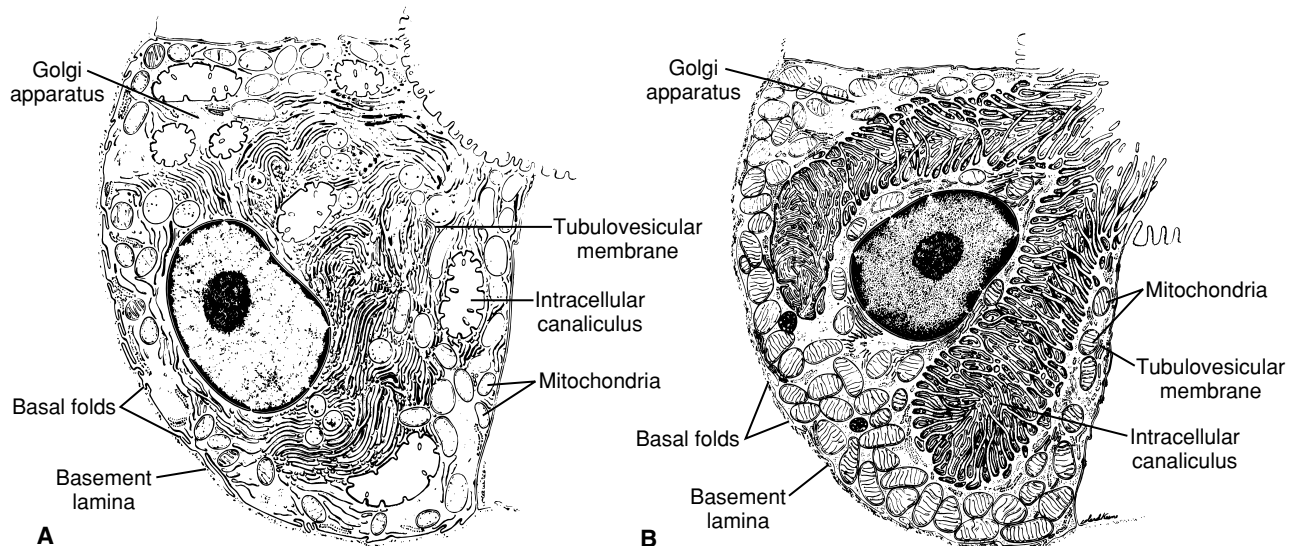 Golgi
apparatus
Tubulovesicular
membrane
Intracellular
canaliculus
Mitochondria
Basal folds
Basement
lamina
A
Golgi
apparatus
Mitochondria
Tubulovesicular
membrane
Intracellular
canaliculus
Basal folds
Basement
lamina
B